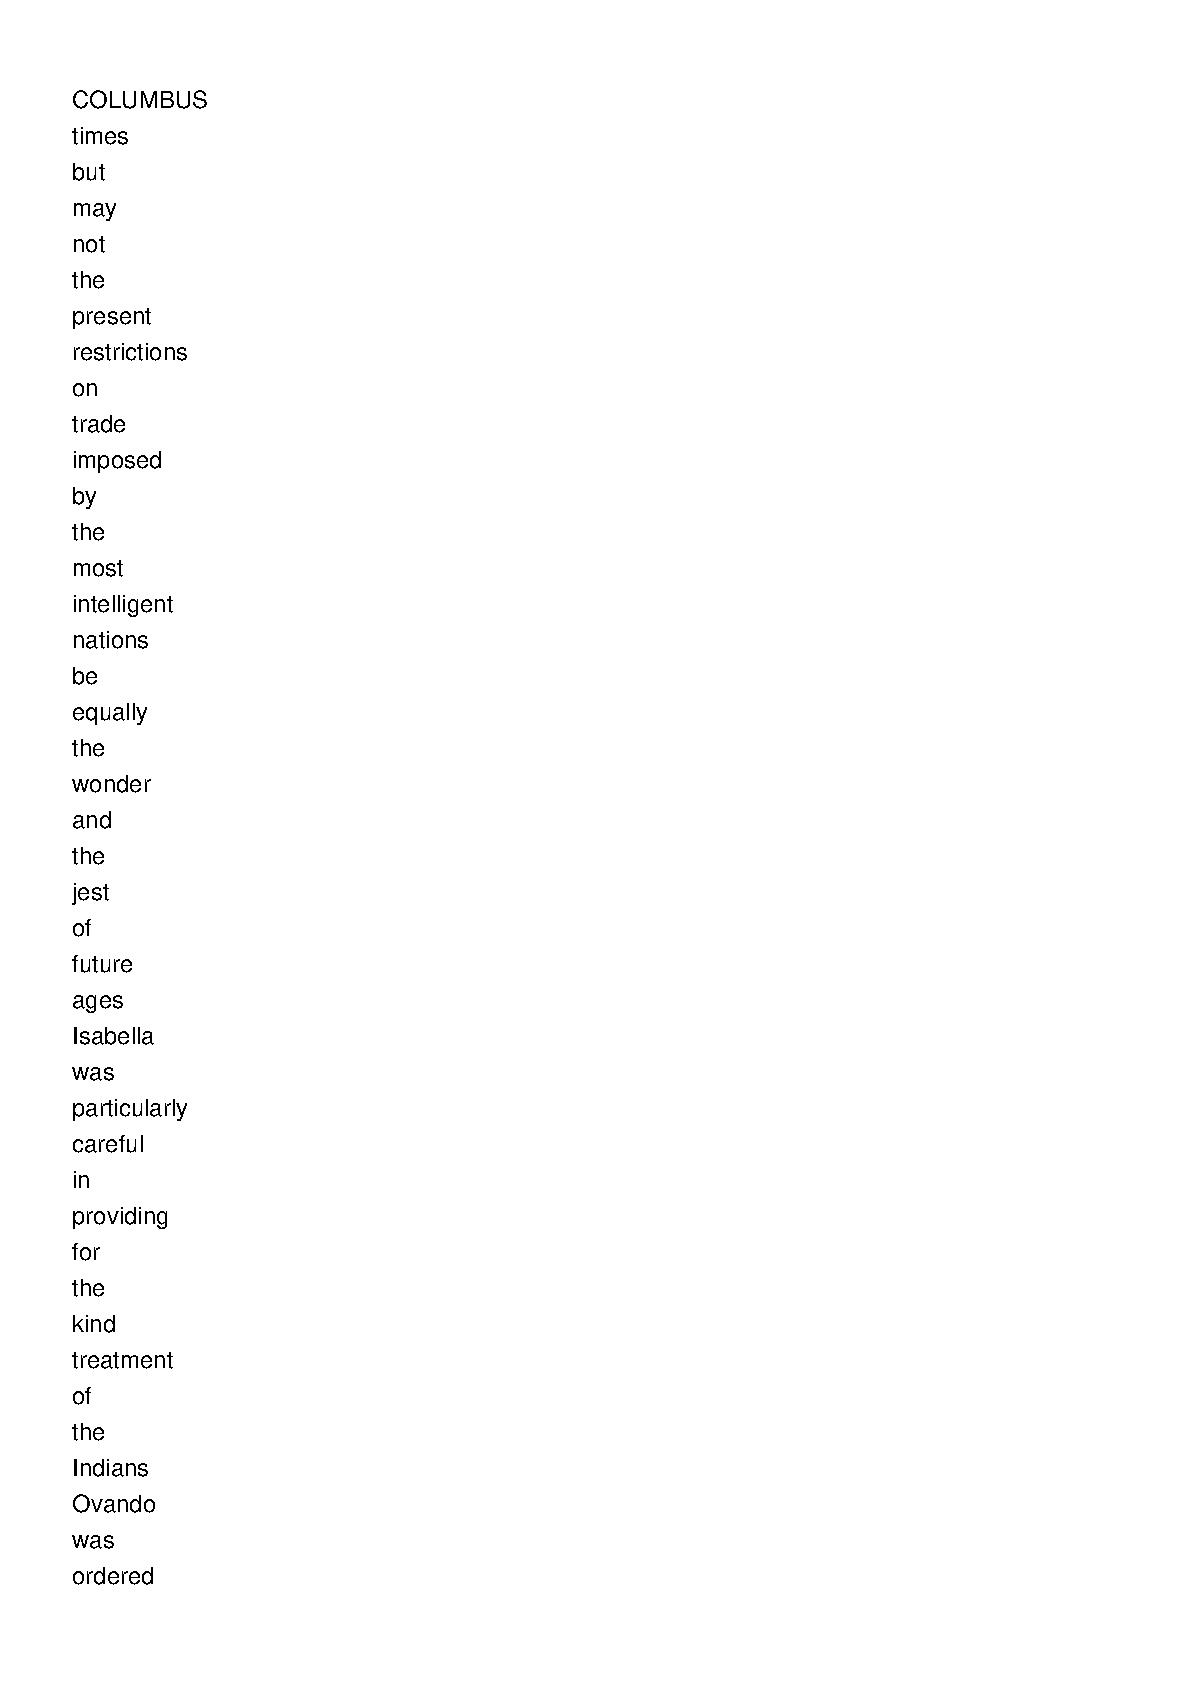 COLUMBUS
times
but
may
not
the
present
restrictions
on
trade
imposed
by
the
most
intelligent
nations
be
equally
the
wonder
and
the
jest
of
future
ages
Isabella
was
particularly
careful
in
providing
for
the
kind
treatment
of
the
Indians
Ovando
was
ordered